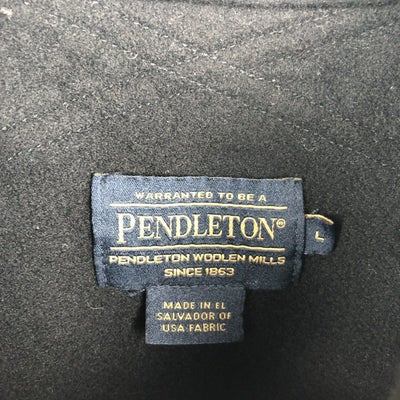 WARRANTED TO BE A
PENDLETON®
PENDLETON WOOLEN MILLS
SINCE 1863
L
MADE IN EL
SALVADOR OF
USA FABRIC